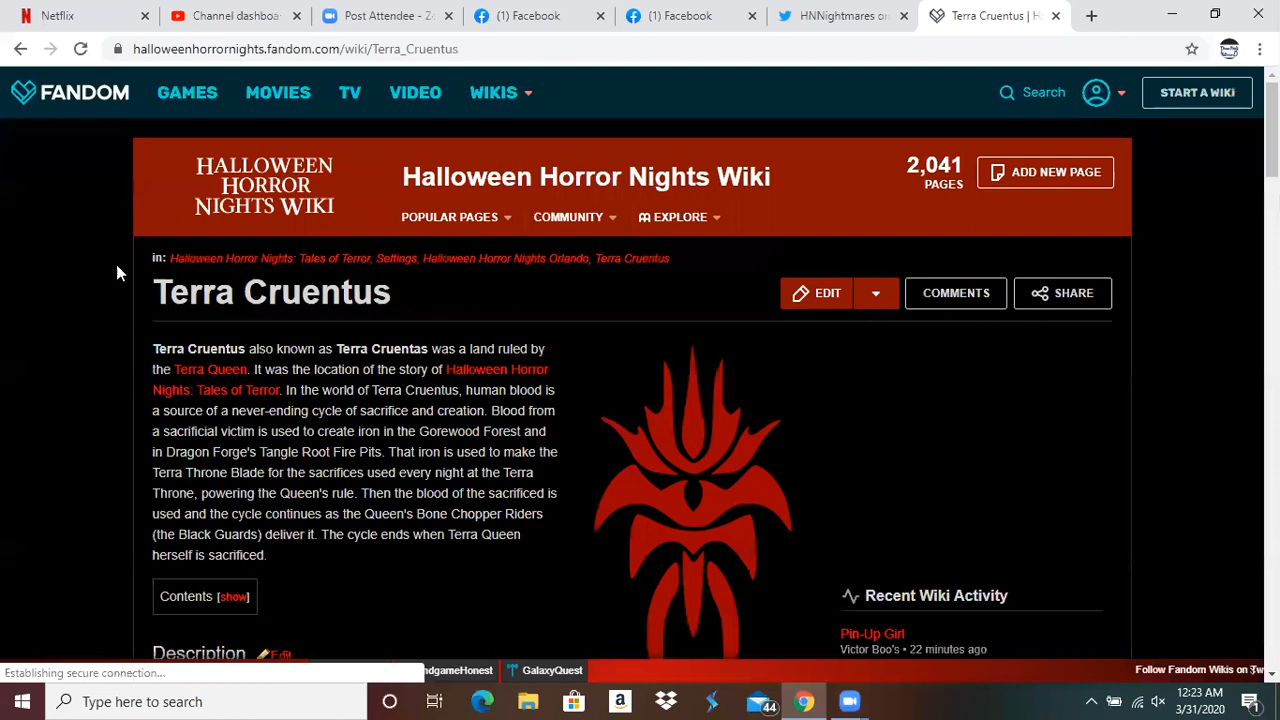 Netflix
Channel dashboa
Post Attendee - Z
(1) Facebook
(1) Facebook
HNNightmares on
Terra Cruentus | H
halloweenhorrornights.fandom.com/wiki/Terra_Cruentus
FANDOM GAMES MOVIES TV VIDEO WIKIS
Search
START A WIKI
HALLOWEEN
HORROR
NIGHTS WIKI
Halloween Horror Nights Wiki
2,041
PAGES
ADD NEW PAGE
POPULAR PAGES COMMUNITY EXPLORE
in: Halloween Horror Nights: Tales of Terror, Settings, Halloween Horror Nights Orlando, Terra Cruentus
Terra Cruentus
EDIT
COMMENTS
SHARE
Terra Cruentus also known as Terra Cruentas was a land ruled by
the Terra Queen. It was the location of the story of Halloween Horror
Nights: Tales of Terror. In the world of Terra Cruentus, human blood is
a source of a never-ending cycle of sacrifice and creation. Blood from
a sacrificial victim is used to create iron in the Gorewood Forest and
in Dragon Forge's Tangle Root Fire Pits. That iron is used to make the
Terra Throne Blade for the sacrifices used every night at the Terra
Throne, powering the Queen's rule. Then the blood of the sacrificed is
used and the cycle continues as the Queen's Bone Chopper Riders
(the Black Guards) deliver it. The cycle ends when Terra Queen
herself is sacrificed.
Contents [show]
Recent Wiki Activity
Pin-Up Girl
Victor Boo's • 22 minutes ago
Description Edit
Establishing secure connection...
ndgameHonest
GalaxyQuest
Follow Fandom Wikis on Tw
Type here to search
44
12:23 AM
3/31/2020
1